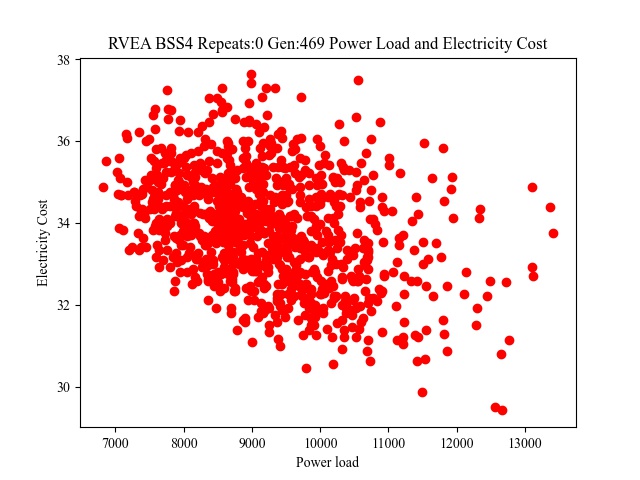 RVEA BSS4 Repeats:0 Gen:469 Power Load and Electricity Cost
38
36
34
32
30
Electricity Cost
7000 8000 9000 10000 11000 12000 13000
Power load